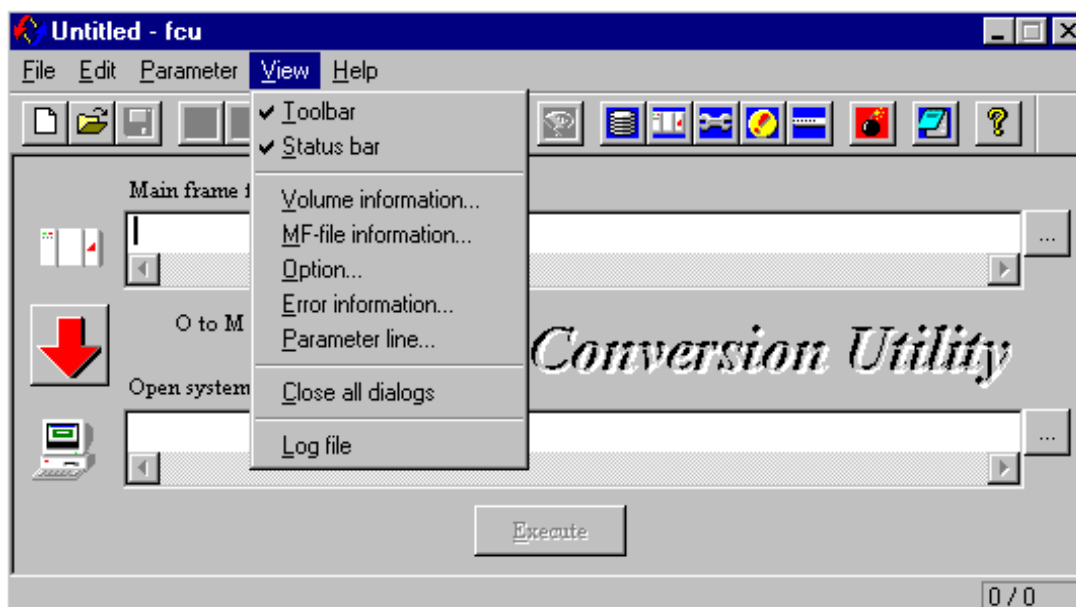 Untitled - fcu
File Edit Parameter View Help
Toolbar
Status bar
Volume information...
MF-file information...
Option...
Error information...
Parameter line...
Close all dialogs
Log file
Main frame
...
O to M
Conversion Utility
Open system
...
Execute
0 / 0